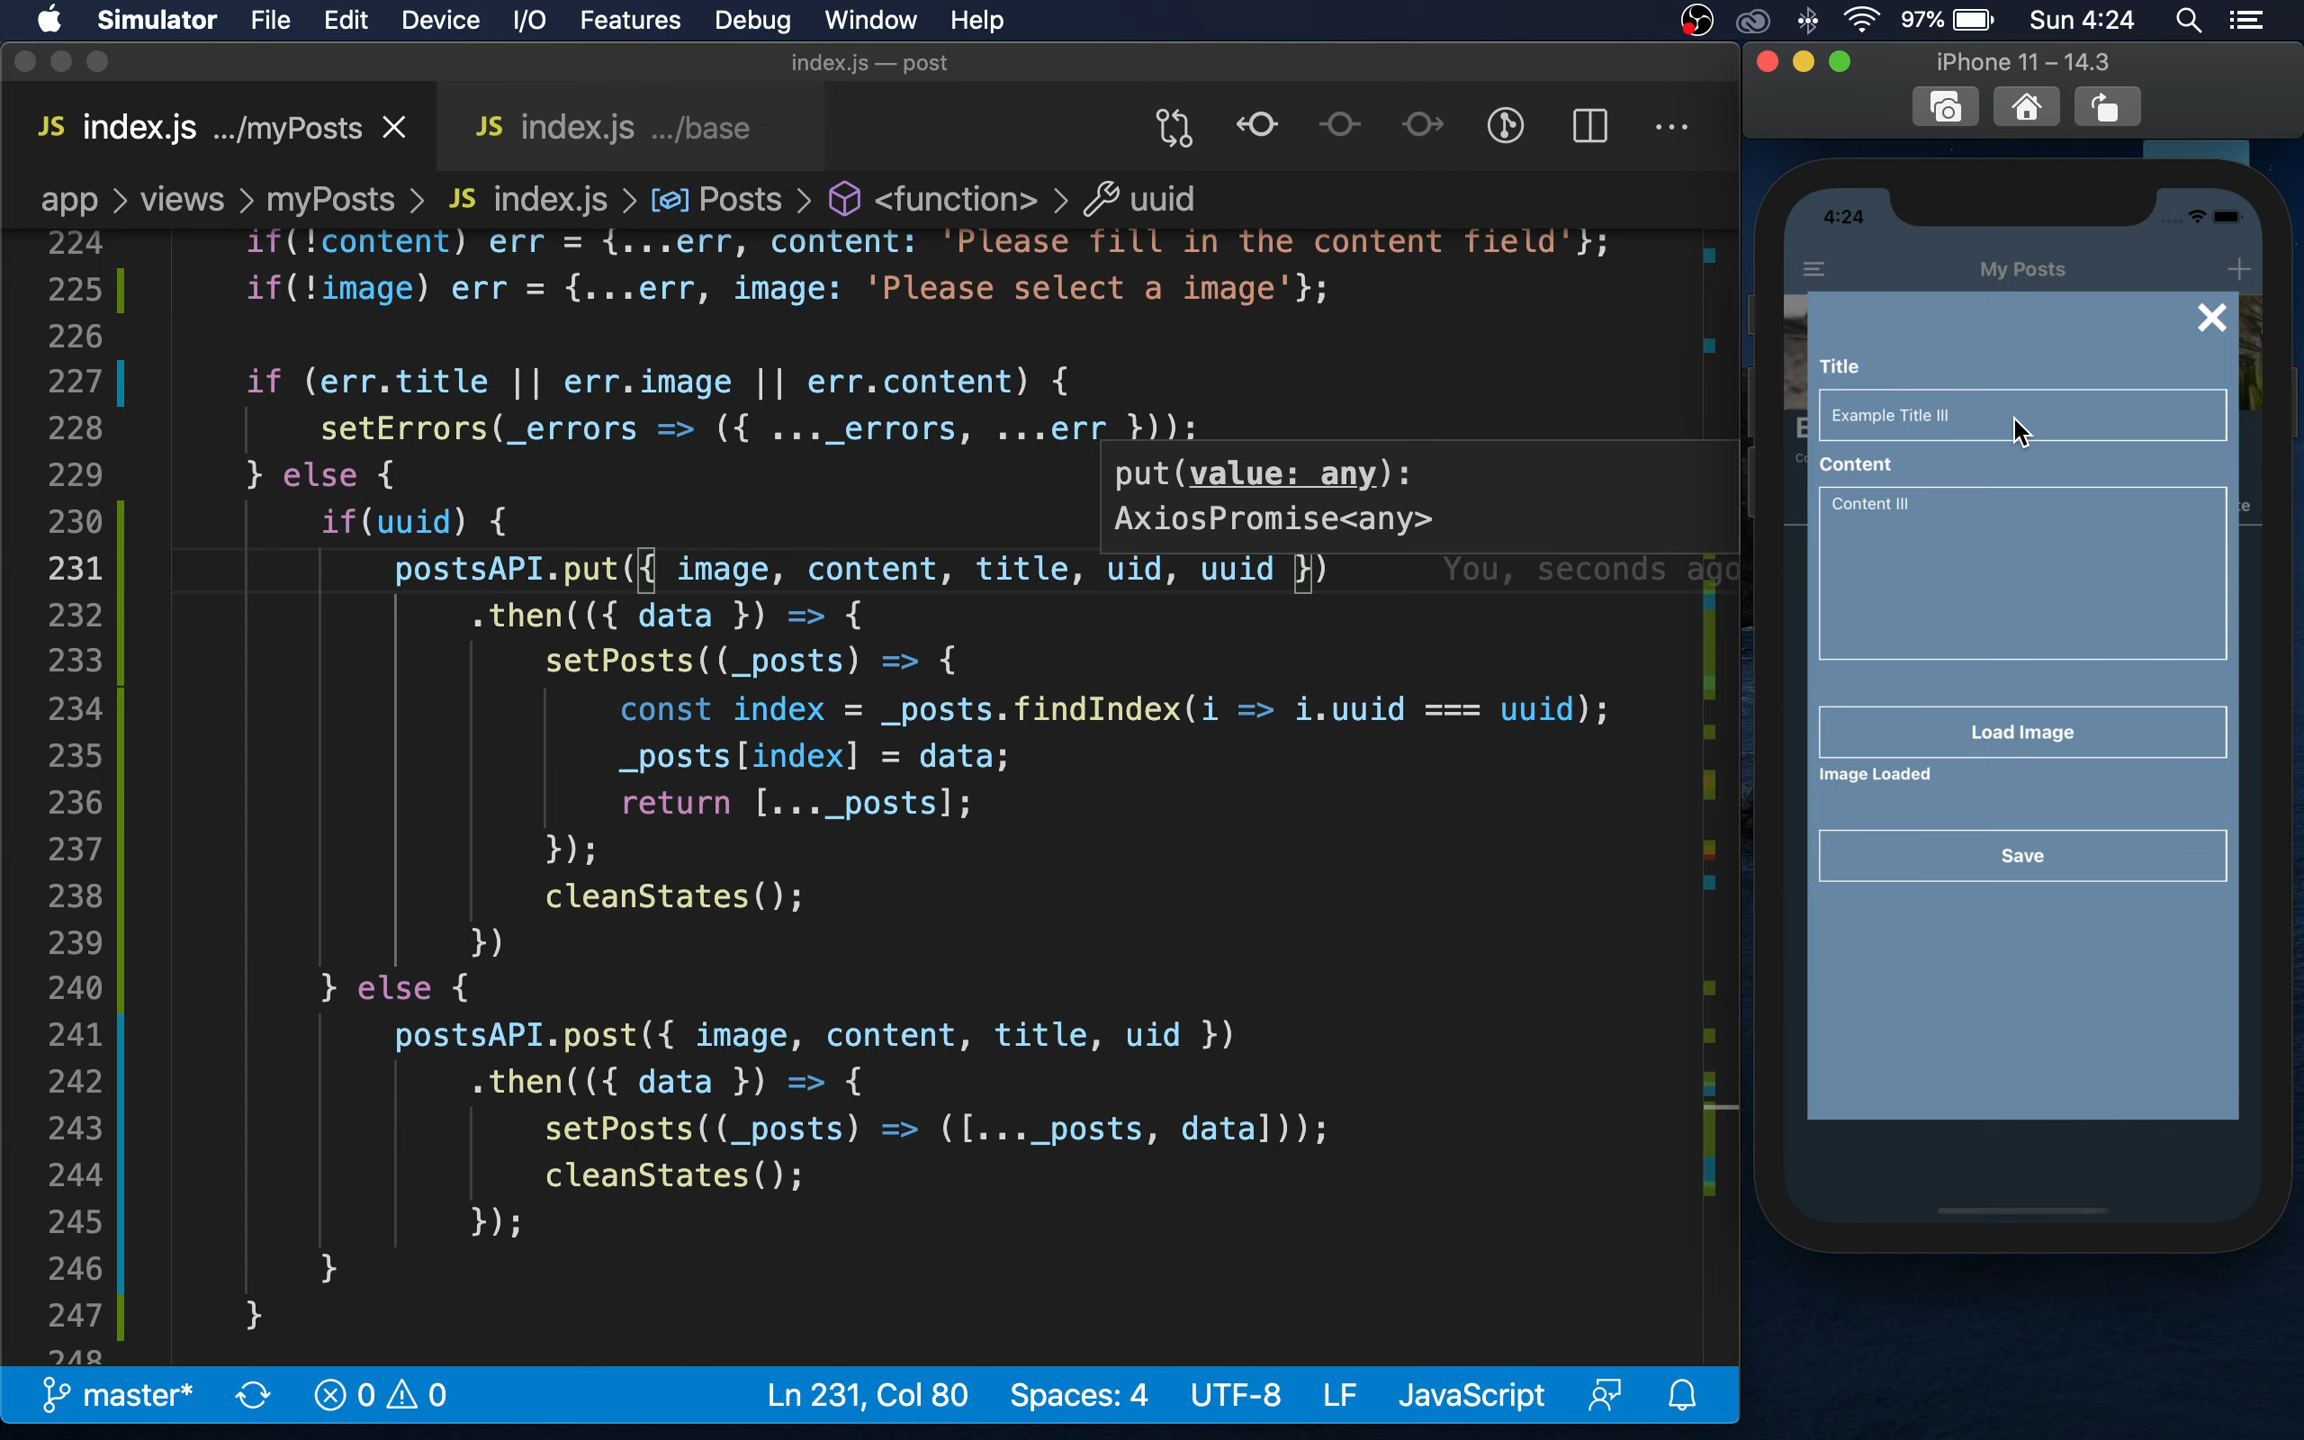 Simulator File Edit Device I/O Features Debug Window Help 97% Sun 4:24
index.js — post
JS index.js .../myPosts JS index.js .../base
app > views > myPosts > JS index.js > Posts > <function> > uuid
224 if(!content) err = {...err, content: 'Please fill in the content field'};
225 if(!image) err = {...err, image: 'Please select a image'};
226
227 if (err.title || err.image || err.content) {
228 setErrors(_errors => ({ ..._errors, ...err }));
229 } else {
put(value: any):
AxiosPromise<any>
230 if(uuid) {
231 postsAPI.put({ image, content, title, uid, uuid }) You, seconds ago
232 .then(({ data }) => {
233 setPosts((_posts) => {
234 const index = _posts.findIndex(i => i.uuid === uuid);
235 _posts[index] = data;
236 return [..._posts];
237 });
238 cleanStates();
239 })
240 } else {
241 postsAPI.post({ image, content, title, uid })
242 .then(({ data }) => {
243 setPosts((_posts) => ([..._posts, data]));
244 cleanStates();
245 });
246 }
247 }
248
master* 0 0 Ln 231, Col 80 Spaces: 4 UTF-8 LF JavaScript
iPhone 11 – 14.3
4:24
My Posts
Title
Example Title III
Content
Content III
Load Image
Image Loaded
Save